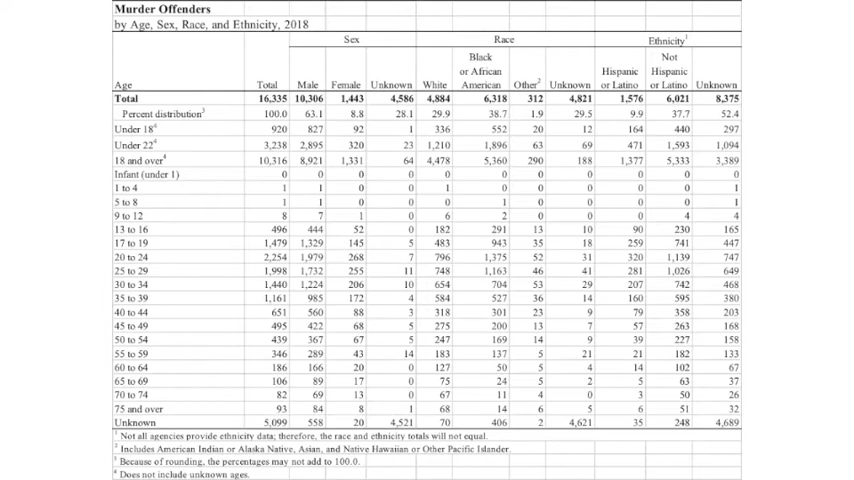 Murder Offenders
by Age, Sex, Race, and Ethnicity, 2018
Sex Race Ethnicity¹
Black Not
or African Hispanic Hispanic
Age Total Male Female Unknown White American Other² Unknown or Latino or Latino Unknown
Total 16,335 10,306 1,443 4,586 4,884 6,318 312 4,821 1,576 6,021 8,375
Percent distribution³ 100.0 63.1 8.8 28.1 29.9 38.7 1.9 29.5 9.9 37.7 52.4
Under 18⁴ 920 827 92 1 336 552 20 12 164 440 297
Under 22⁴ 3,238 2,895 320 23 1,210 1,896 63 69 471 1,593 1,094
18 and over⁴ 10,316 8,921 1,331 64 4,478 5,360 290 188 1,377 5,333 3,389
Infant (under 1) 0 0 0 0 0 0 0 0 0 0 0
1 to 4 1 1 0 0 1 0 0 0 0 0 1
5 to 8 1 1 0 0 0 1 0 0 0 0 1
9 to 12 8 7 1 0 6 2 0 0 0 4 4
13 to 16 496 444 52 0 182 291 13 10 90 230 165
17 to 19 1,479 1,329 145 5 483 943 35 18 259 741 447
20 to 24 2,254 1,979 268 7 796 1,375 52 31 320 1,139 747
25 to 29 1,998 1,732 255 11 748 1,163 46 41 281 1,026 649
30 to 34 1,440 1,224 206 10 654 704 53 29 207 742 468
35 to 39 1,161 985 172 4 584 527 36 14 160 595 380
40 to 44 651 560 88 3 318 301 23 9 79 358 203
45 to 49 495 422 68 5 275 200 13 7 57 263 168
50 to 54 439 367 67 5 247 169 14 9 39 227 158
55 to 59 346 289 43 14 183 137 5 21 21 182 133
60 to 64 186 166 20 0 127 50 5 4 14 102 67
65 to 69 106 89 17 0 75 24 5 2 5 63 37
70 to 74 82 69 13 0 67 11 4 0 3 50 26
75 and over 93 84 8 1 68 14 6 5 6 51 32
Unknown 5,099 558 20 4,521 70 406 2 4,621 35 248 4,689
¹ Not all agencies provide ethnicity data; therefore, the race and ethnicity totals will not equal.
² Includes American Indian or Alaska Native, Asian, and Native Hawaiian or Other Pacific Islander.
³ Because of rounding, the percentages may not add to 100.0.
⁴ Does not include unknown ages.